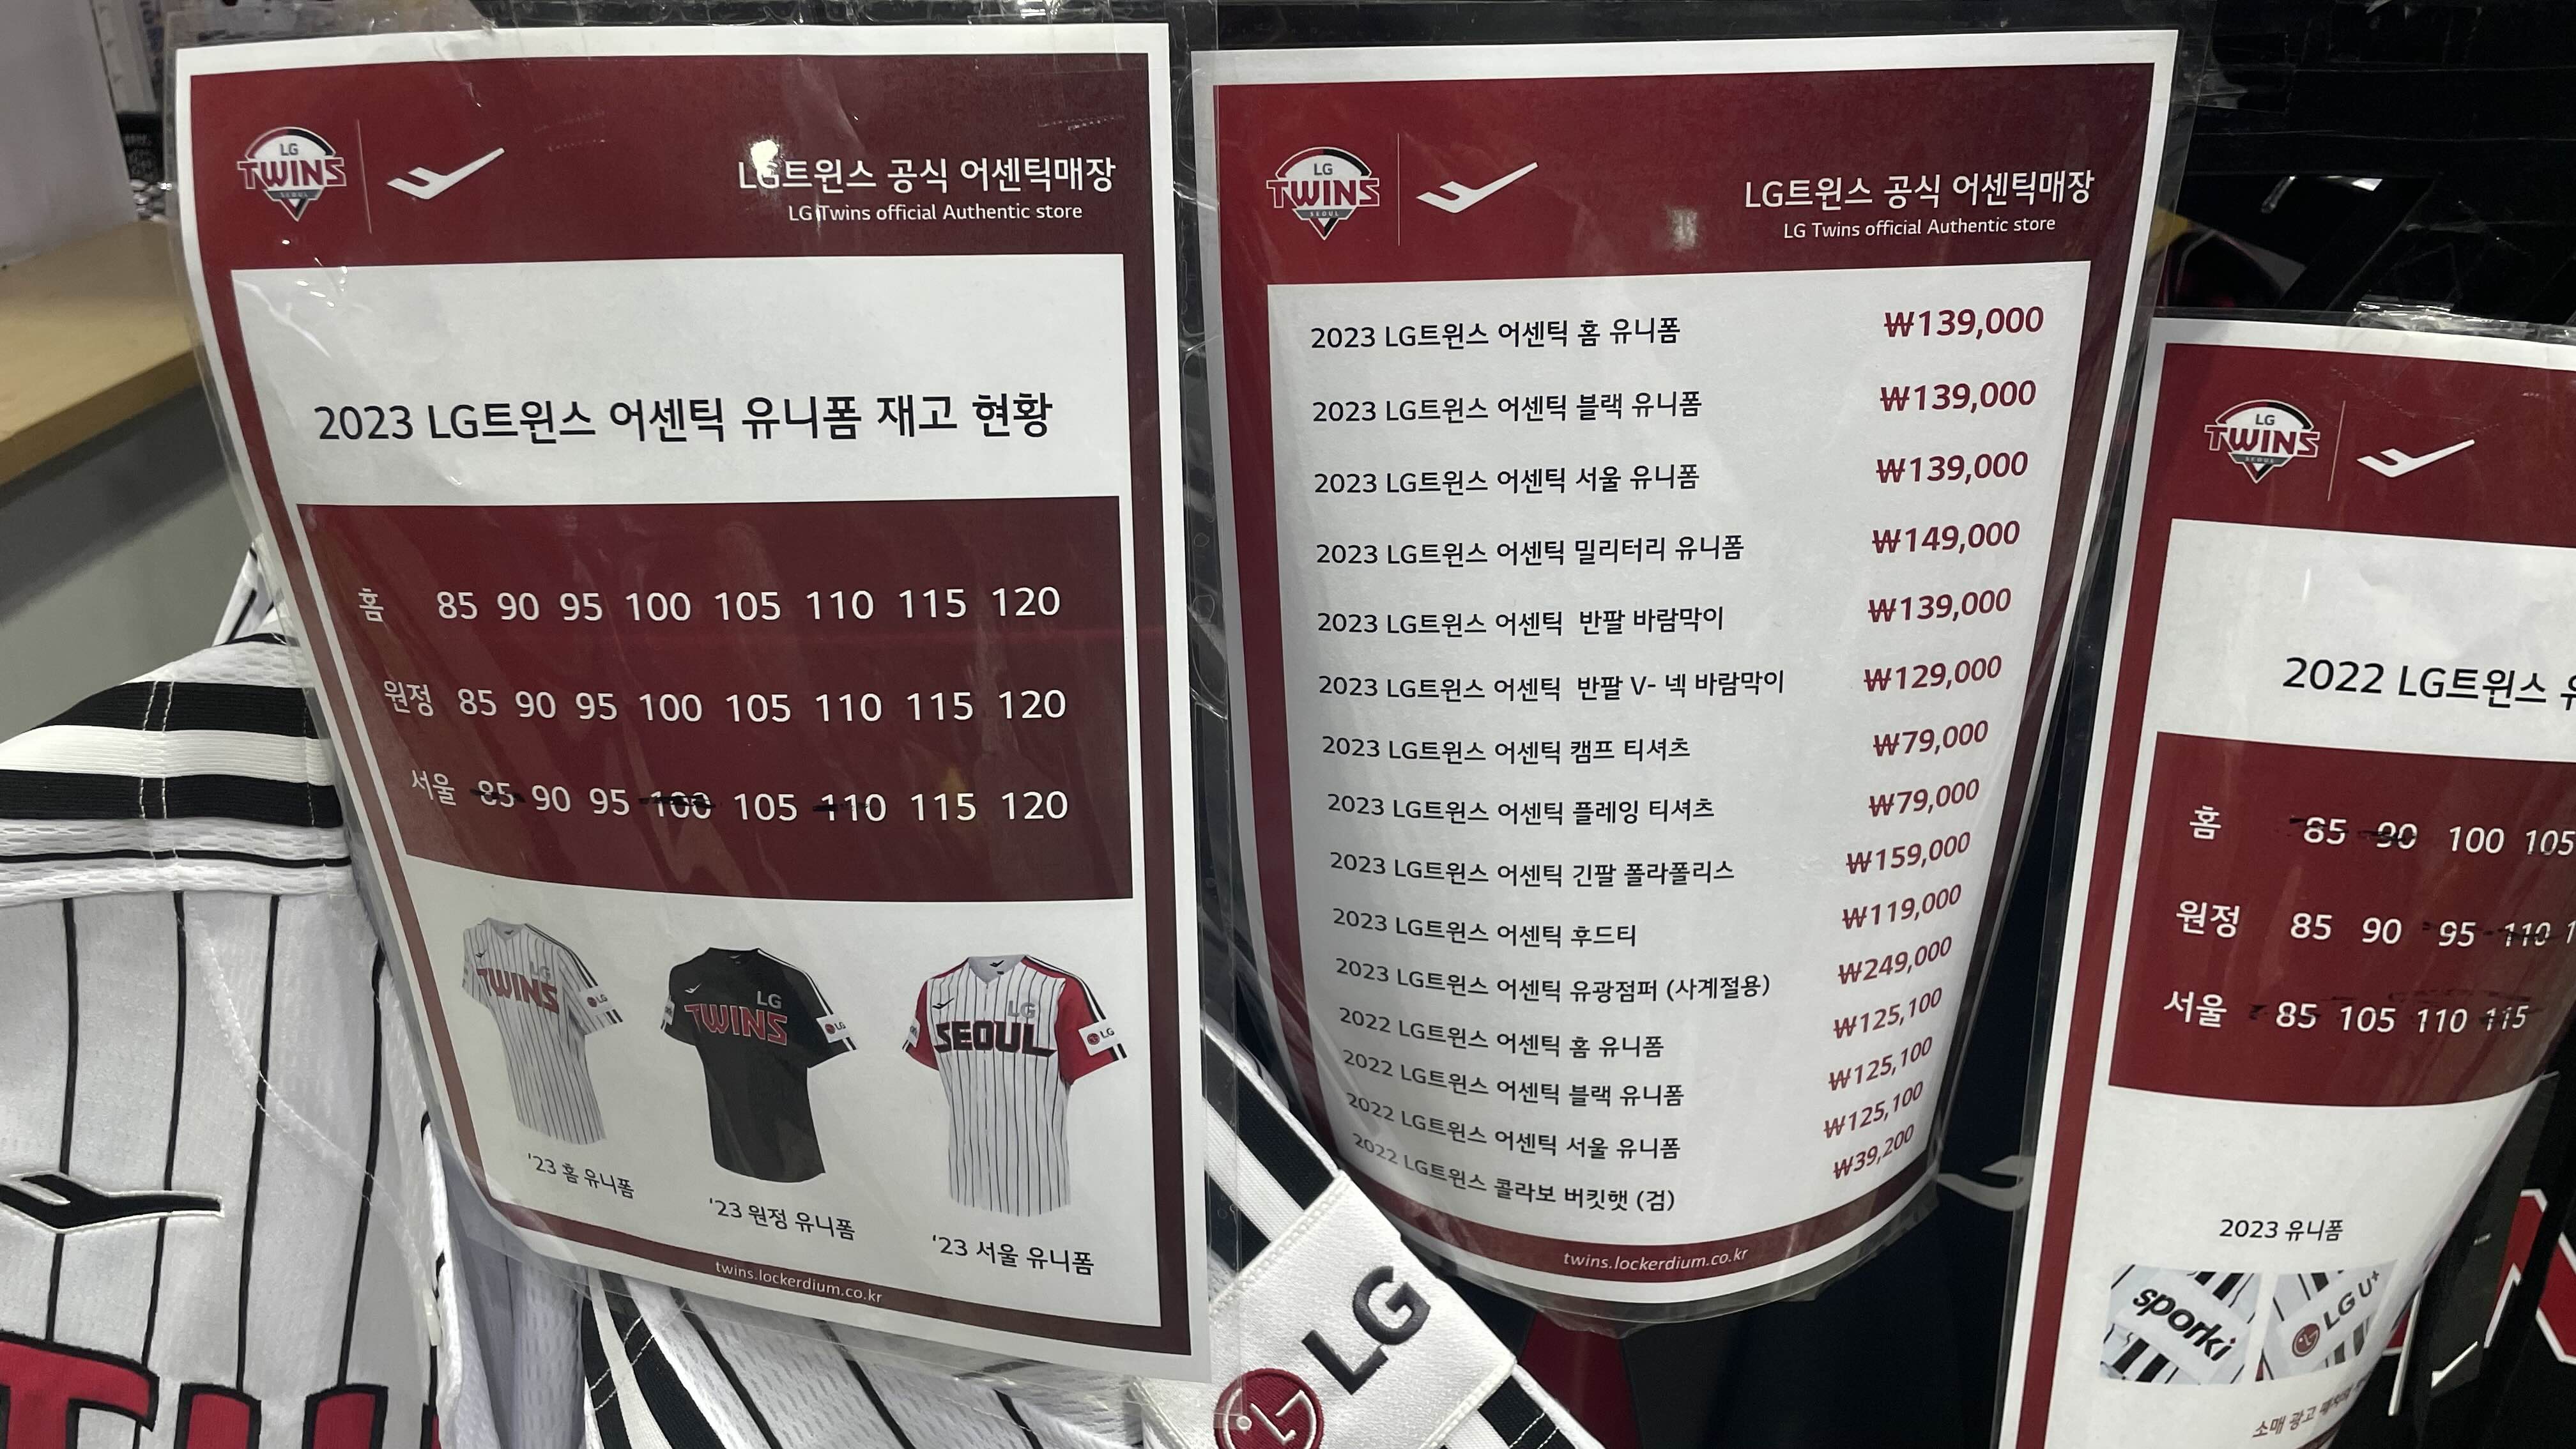 LG
TWINS
SEOUL
LG트윈스 공식 어센틱매장
LG Twins official Authentic store
2023 LG트윈스 어센틱 유니폼 재고 현황
홈 85 90 95 100 105 110 115 120
원정 85 90 95 100 105 110 115 120
서울 85 90 95 100 105 110 115 120
LG
TWINS
LG
LG
TWINS
LG
LG
SEOUL
LG
'23 홈 유니폼
'23 원정 유니폼
'23 서울 유니폼
twins.lockerdium.co.kr
LG
TWINS
SEOUL
LG트윈스 공식 어센틱매장
LG Twins official Authentic store
2023 LG트윈스 어센틱 홈 유니폼 ₩139,000
2023 LG트윈스 어센틱 블랙 유니폼 ₩139,000
2023 LG트윈스 어센틱 서울 유니폼 ₩139,000
2023 LG트윈스 어센틱 밀리터리 유니폼 ₩149,000
2023 LG트윈스 어센틱 반팔 바람막이 ₩139,000
2023 LG트윈스 어센틱 반팔 V- 넥 바람막이 ₩129,000
2023 LG트윈스 어센틱 캠프 티셔츠 ₩79,000
2023 LG트윈스 어센틱 플레잉 티셔츠 ₩79,000
2023 LG트윈스 어센틱 긴팔 폴라폴리스 ₩159,000
2023 LG트윈스 어센틱 후드티 ₩119,000
2023 LG트윈스 어센틱 유광점퍼 (사계절용) ₩249,000
2022 LG트윈스 어센틱 홈 유니폼 ₩125,100
2022 LG트윈스 어센틱 블랙 유니폼 ₩125,100
2022 LG트윈스 어센틱 서울 유니폼 ₩125,100
2022 LG트윈스 콜라보 버킷햇 (검) ₩39,200
twins.lockerdium.co.kr
LG
TWINS
SEOUL
2022 LG트윈스
홈 85 90 100 105
원정 85 90 95 110
서울 85 105 110 115
2023 유니폼
sporki
LG U+
소매 광고
LG